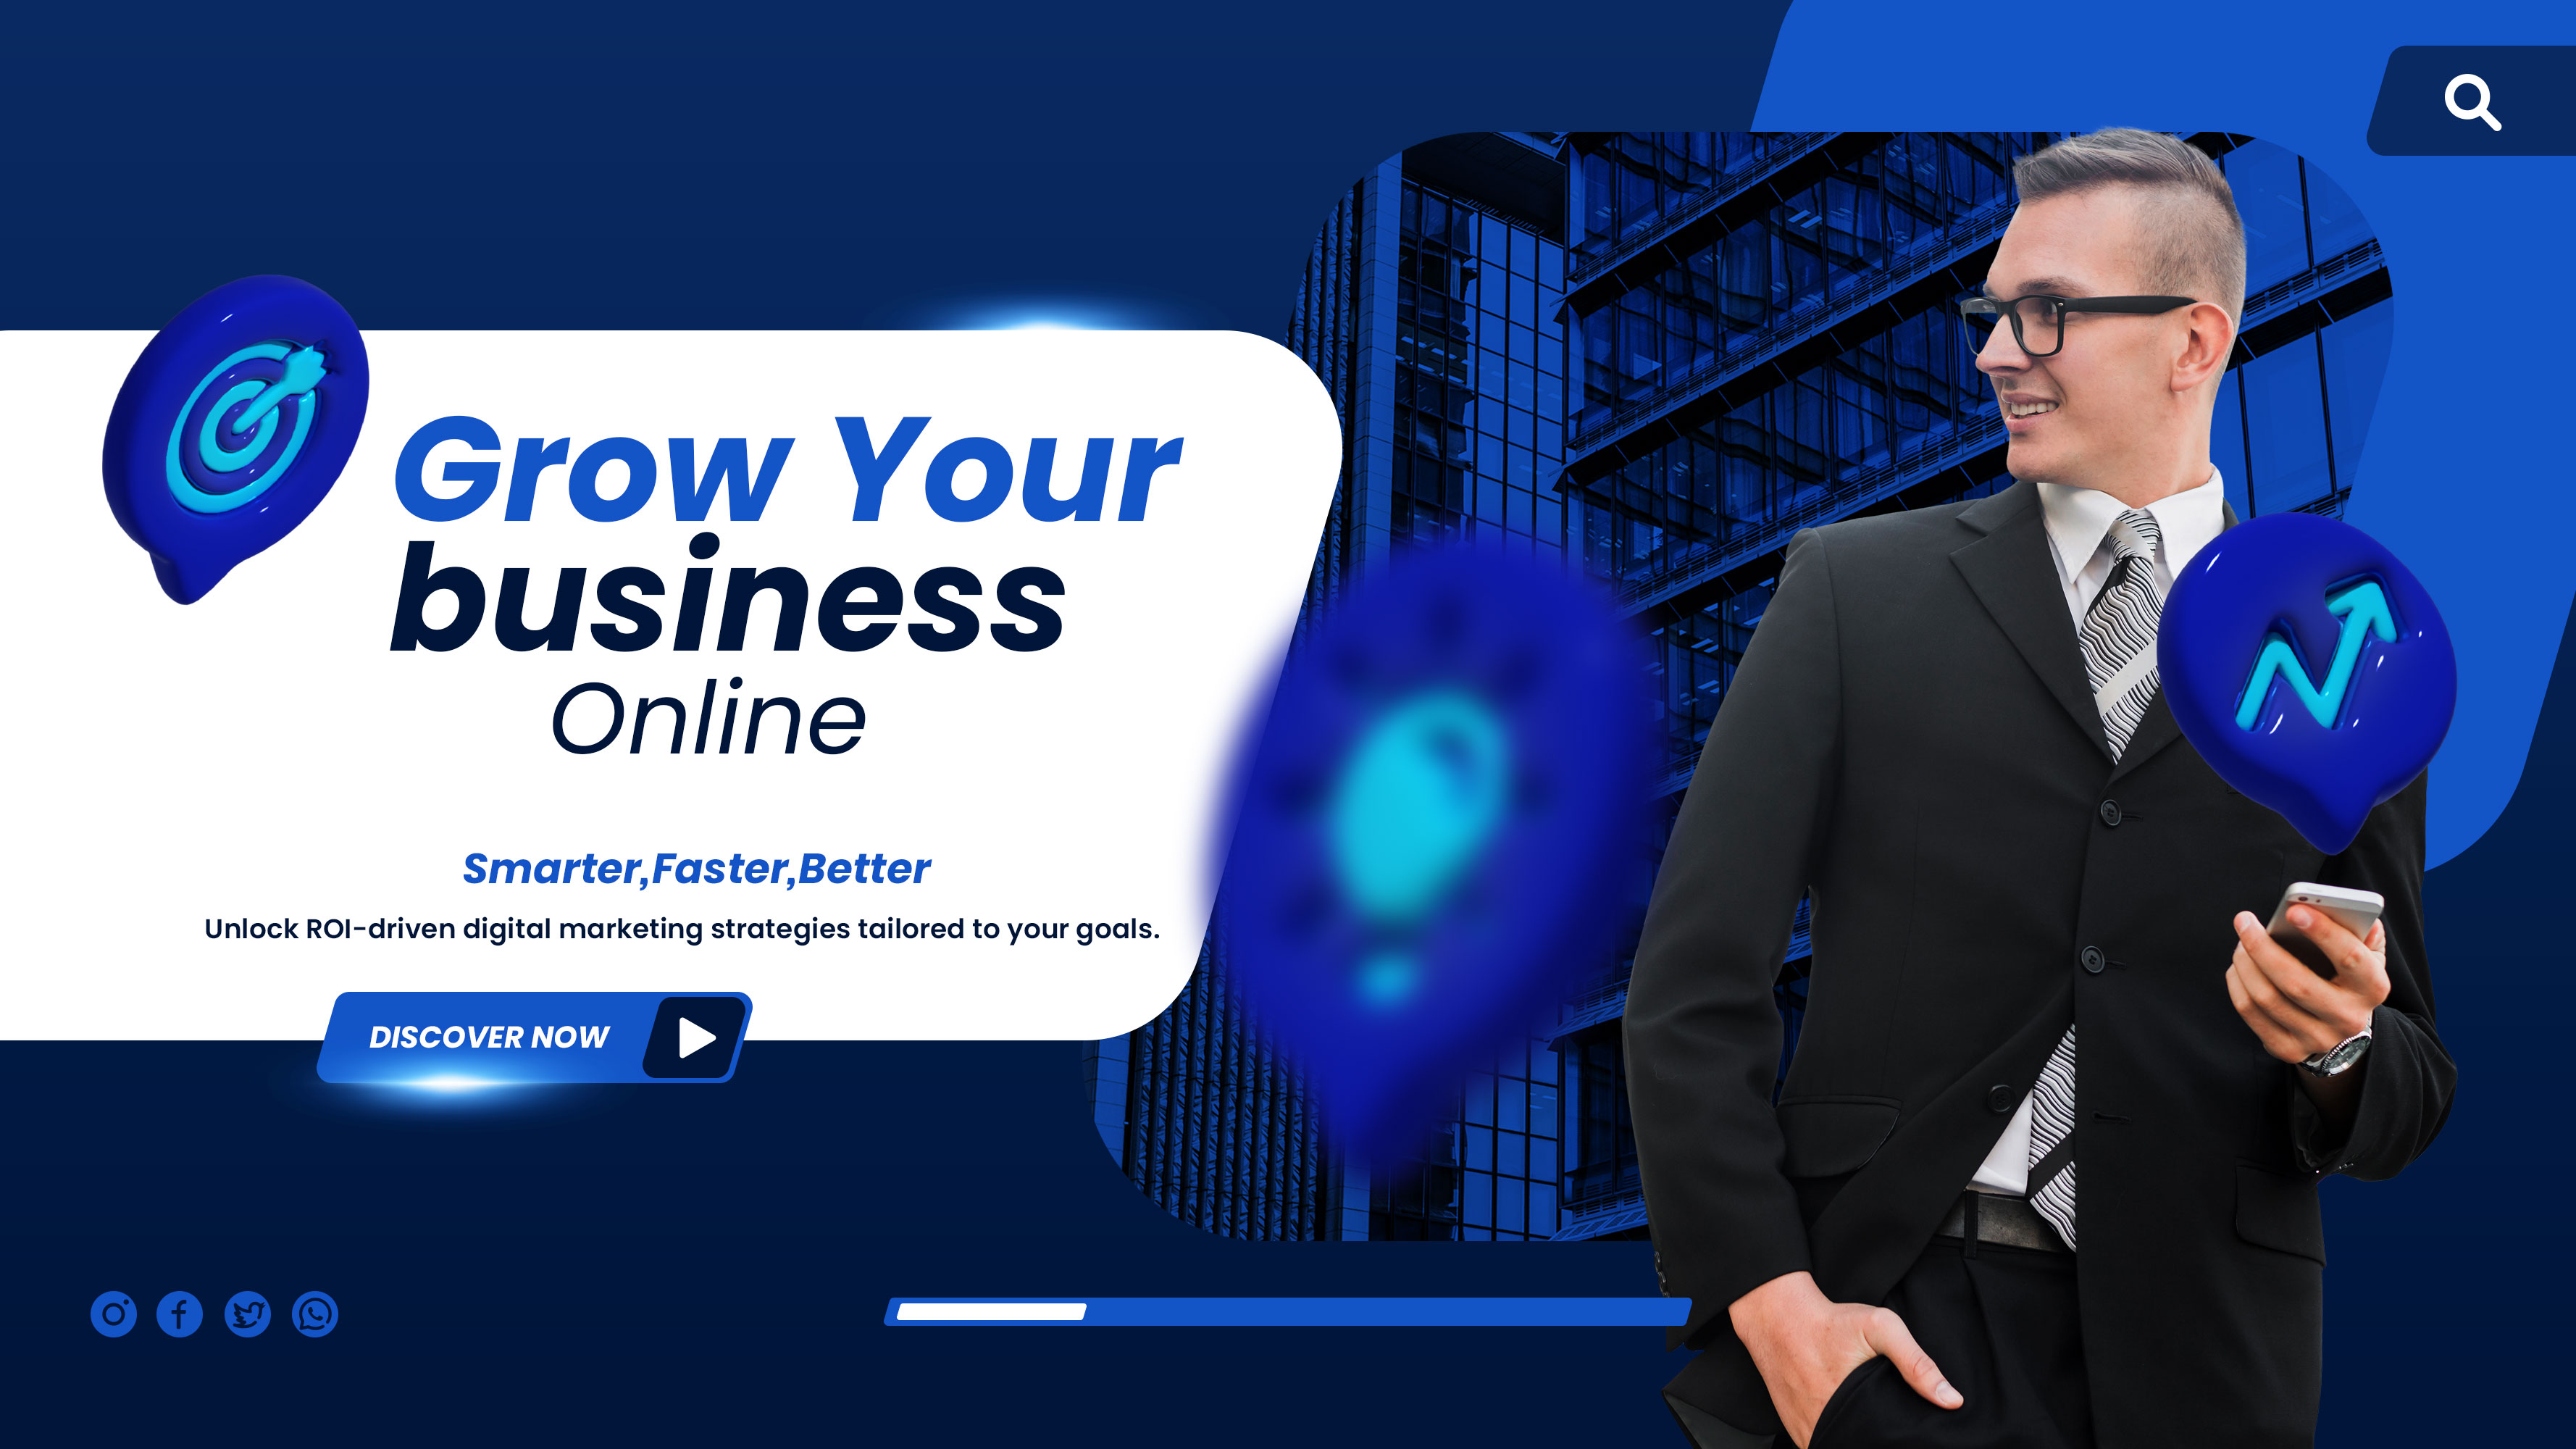 Grow Your
business
Online
Smarter,Faster,Better
Unlock ROI-driven digital marketing strategies tailored to your goals.
DISCOVER NOW